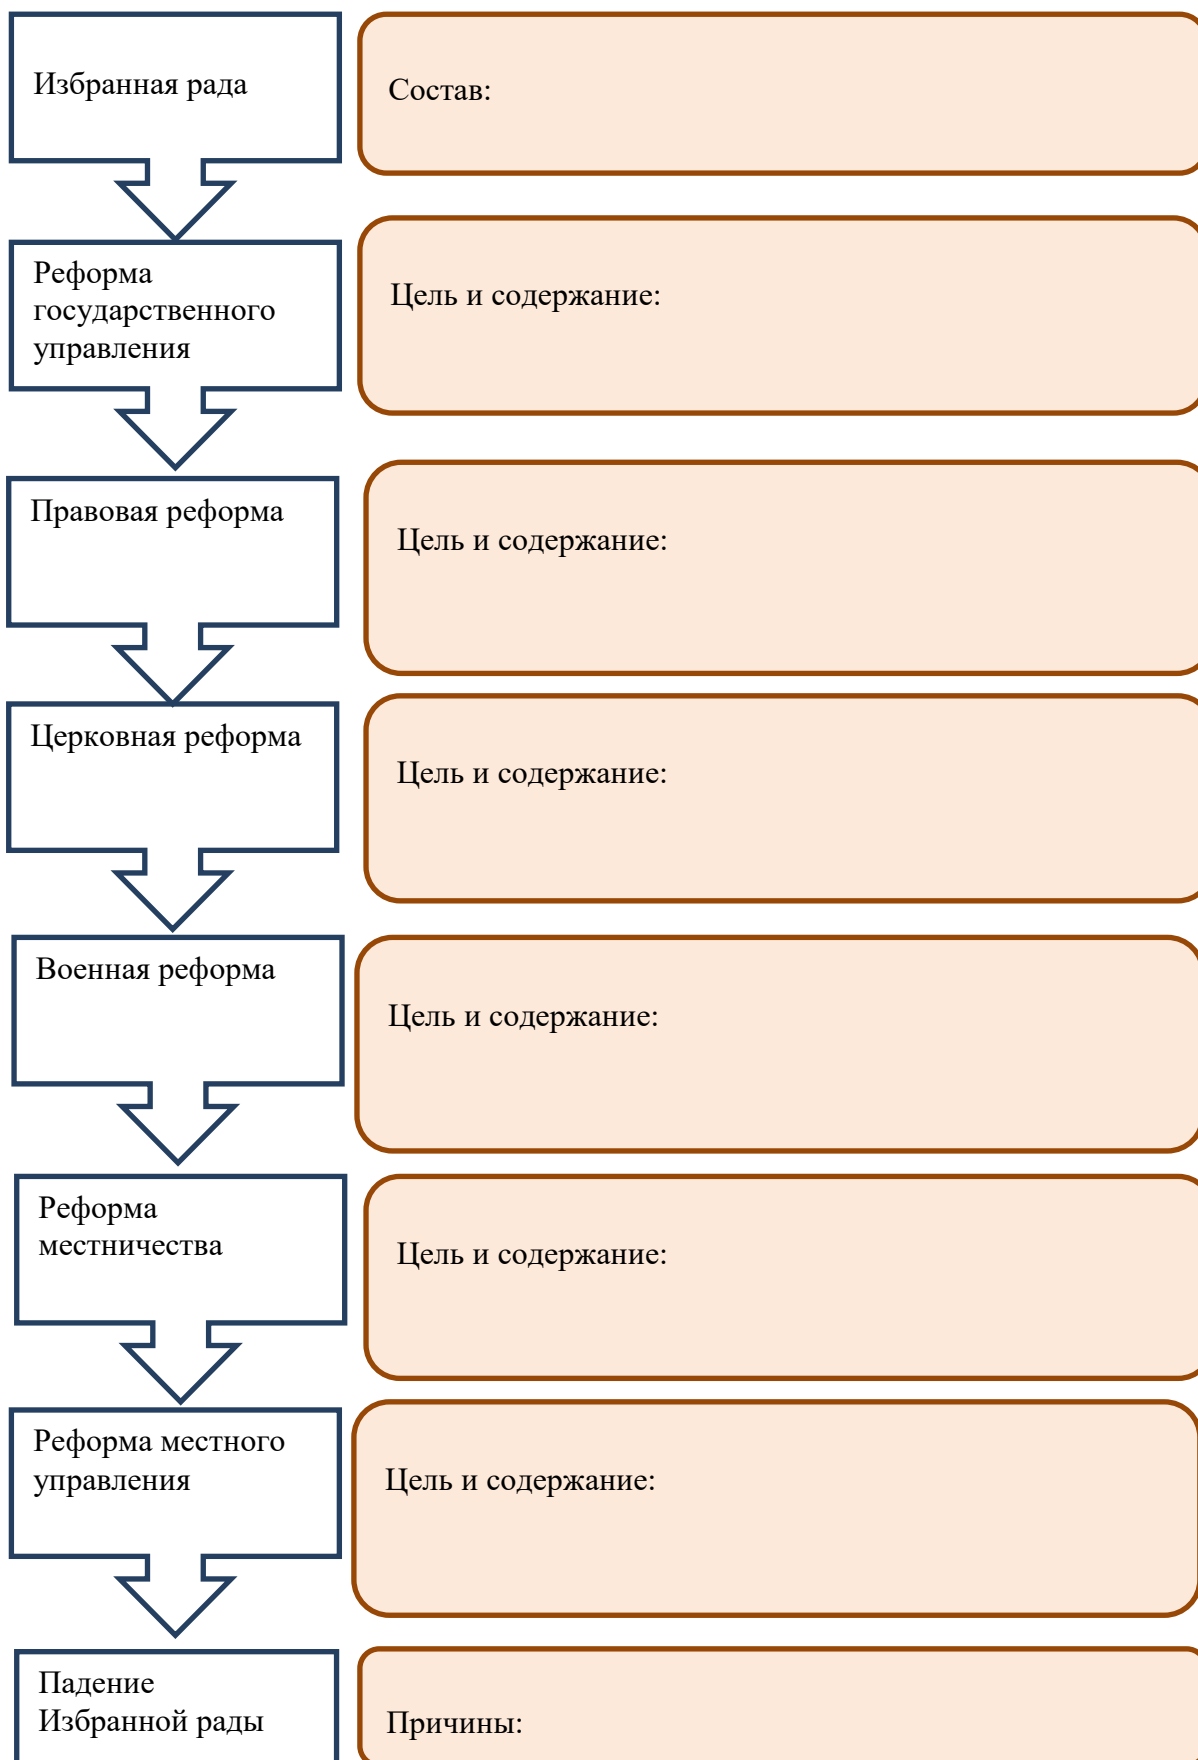 Избранная рада
Состав:
Реформа
государственного
управления
Цель и содержание:
Правовая реформа
Цель и содержание:
Церковная реформа
Цель и содержание:
Военная реформа
Цель и содержание:
Реформа
местничества
Цель и содержание:
Реформа местного
управления
Цель и содержание:
Падение
Избранной рады
Причины: